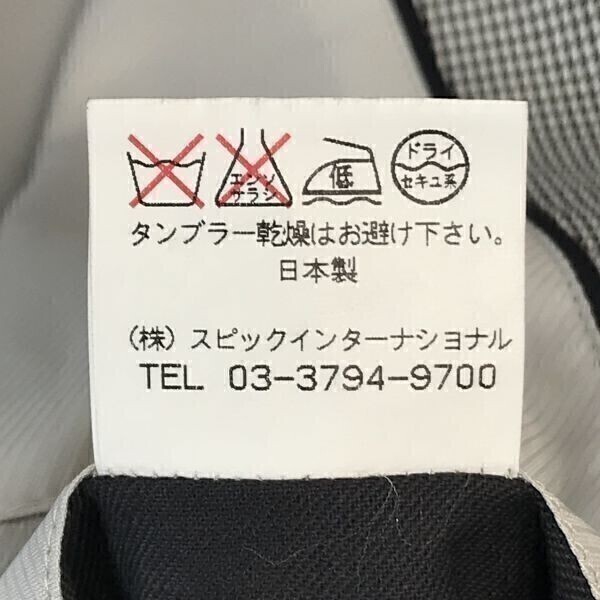 エンソ
サラシ
低
ドライ
セキユ系
タンブラー乾燥はお避け下さい。
日本製
(株) スピックインターナショナル
TEL 03-3794-9700